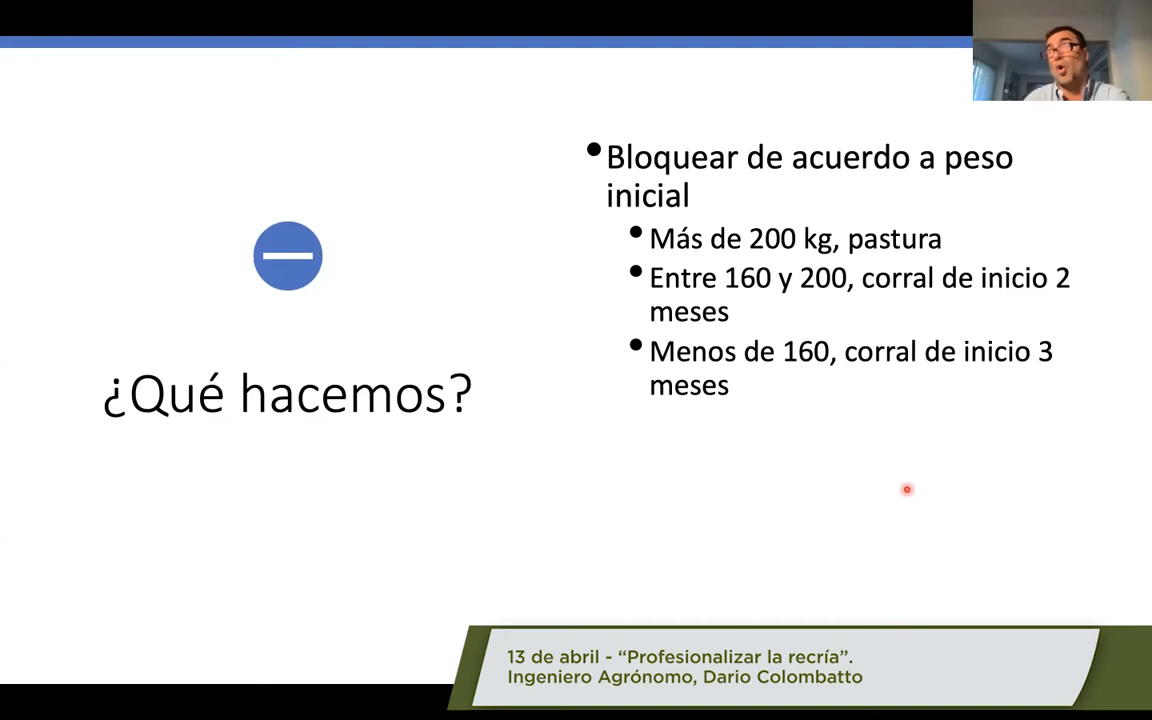 ¿Qué hacemos?
•Bloquear de acuerdo a peso
inicial
•Más de 200 kg, pastura
•Entre 160 y 200, corral de inicio 2
meses
•Menos de 160, corral de inicio 3
meses
13 de abril - “Profesionalizar la recría”.
Ingeniero Agrónomo, Dario Colombatto